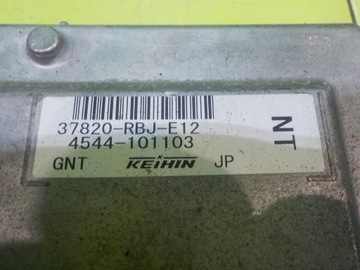 37820-RBJ-E12
4544-101103
GNT KEIHIN JP
NT